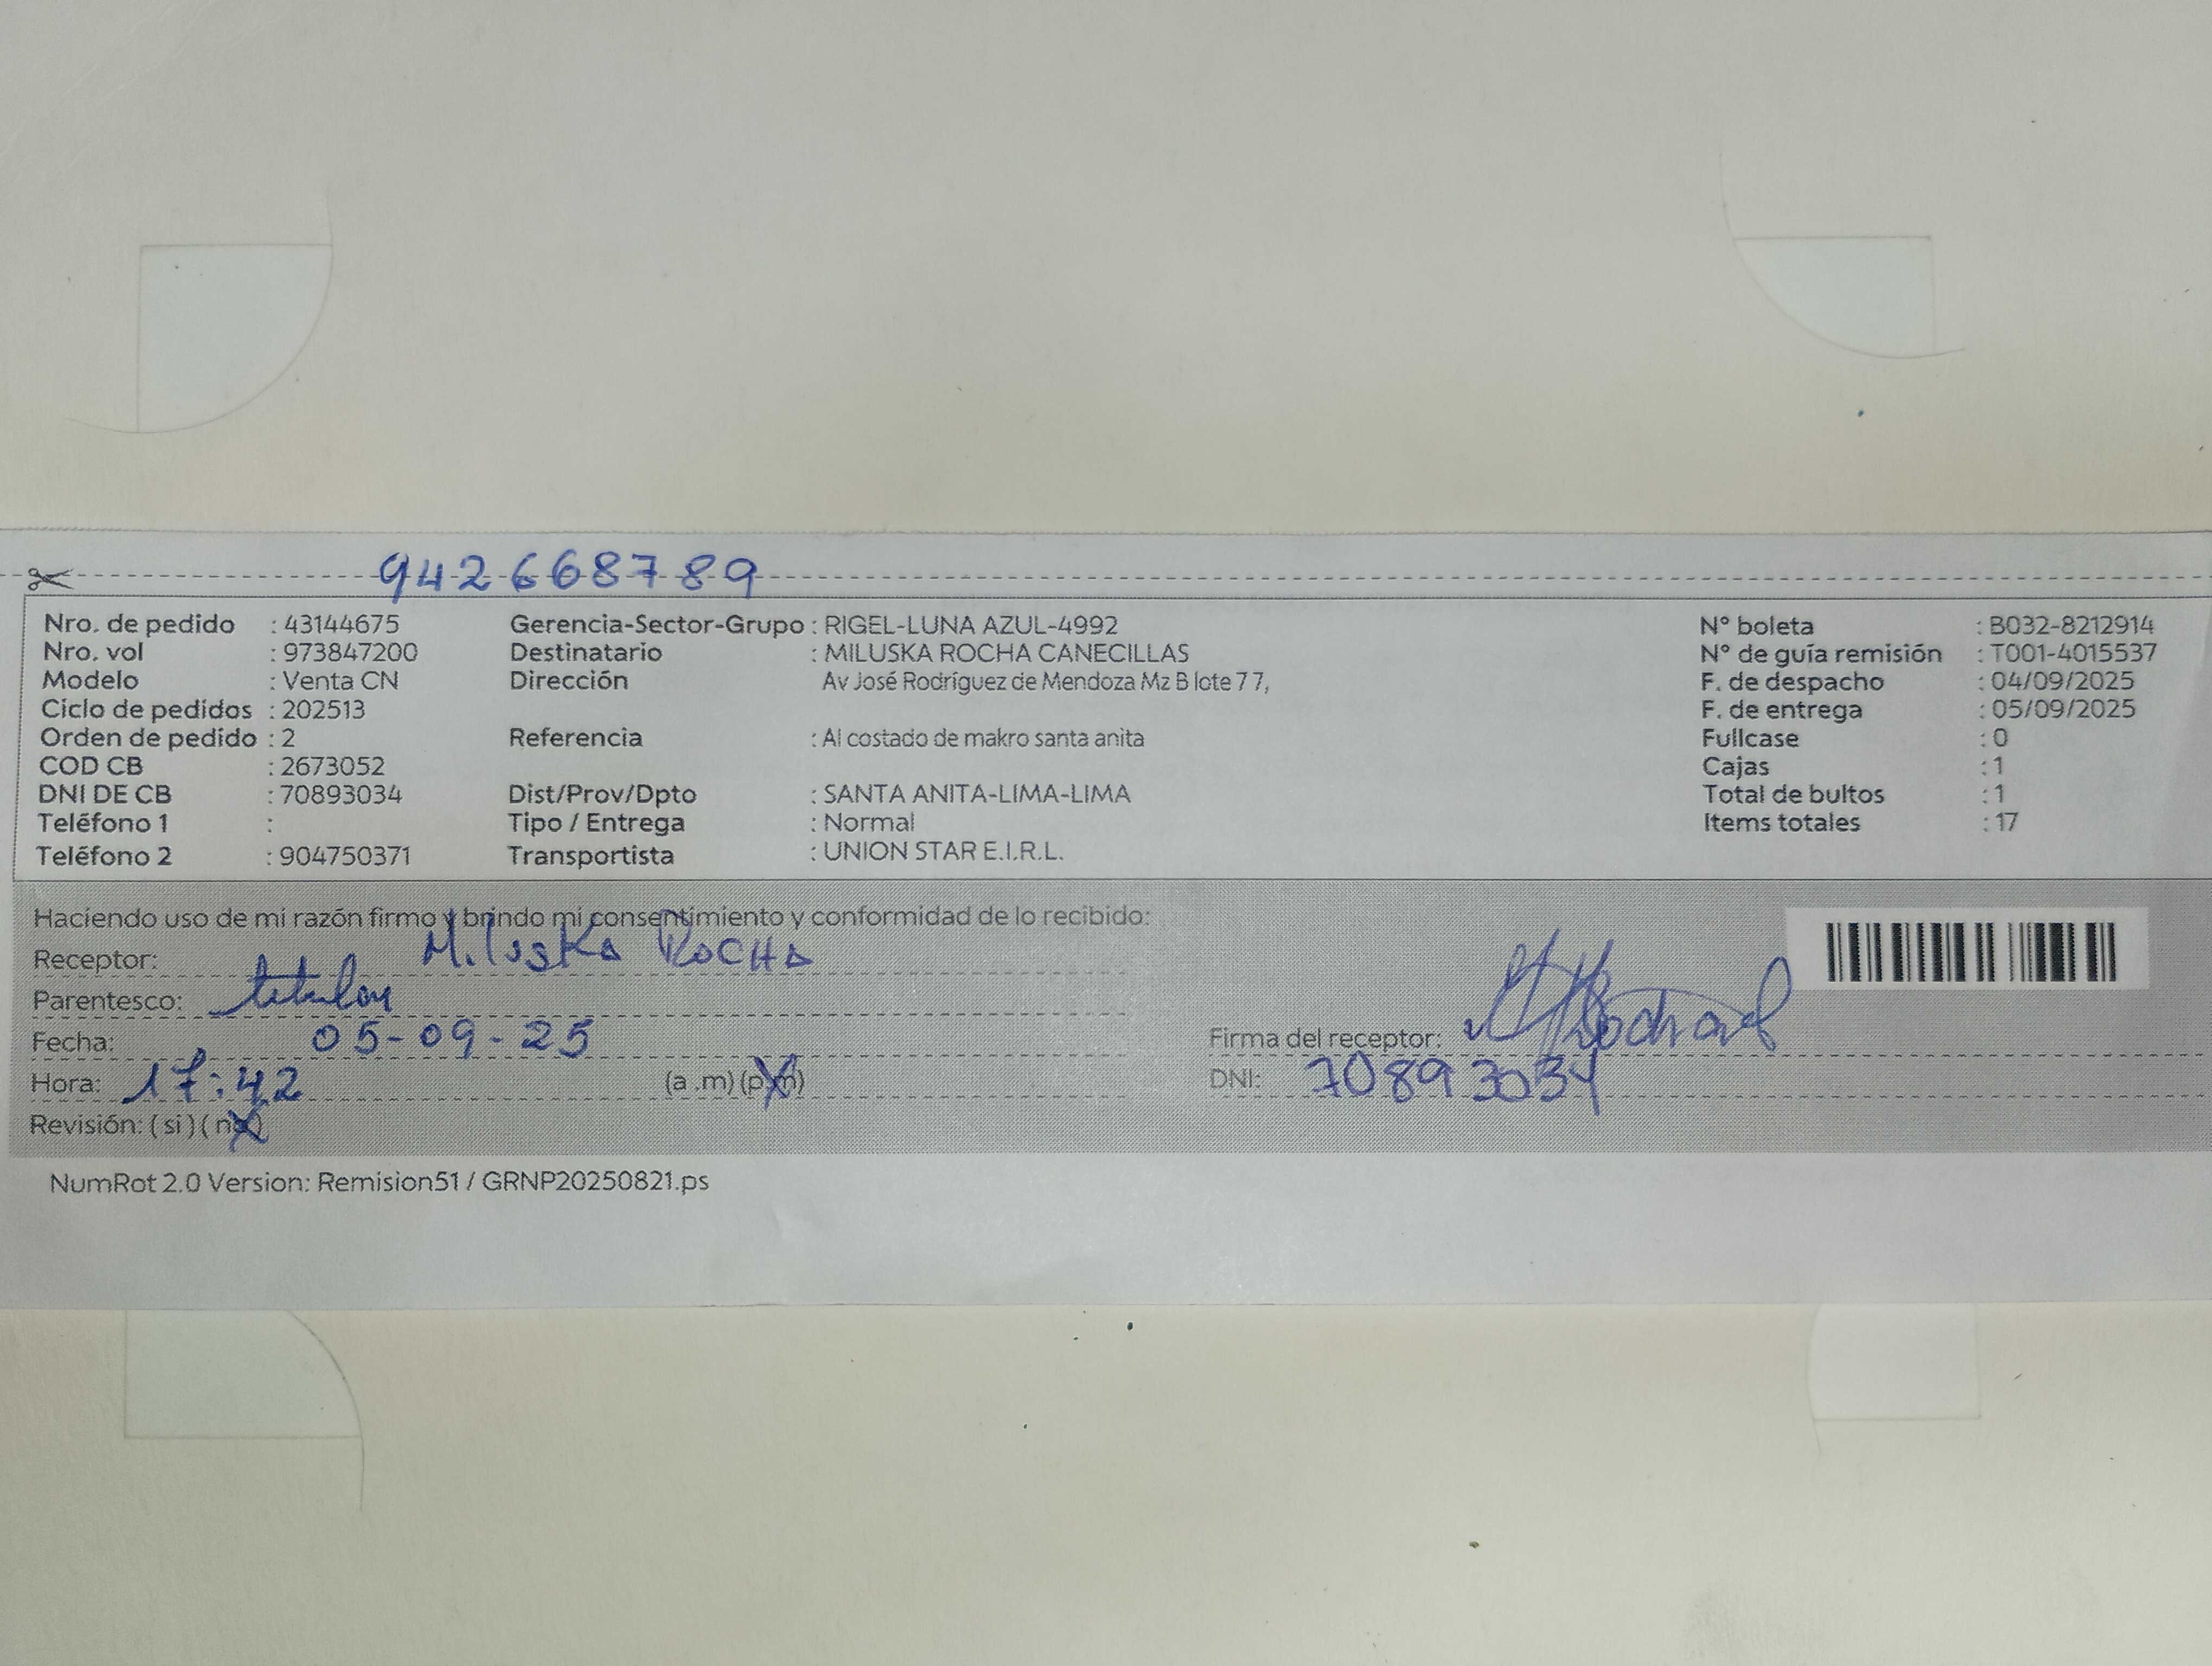 942668789
Nro. de pedido : 43144675 Gerencia-Sector-Grupo : RIGEL-LUNA AZUL-4992 N° boleta : B032-8212914
Nro. vol : 973847200 Destinatario : MILUSKA ROCHA CANECILLAS N° de guía remisión : T001-4015537
Modelo : Venta CN Dirección Av José Rodríguez de Mendoza Mz B lote 7 7, F. de despacho : 04/09/2025
Ciclo de pedidos : 202513 F. de entrega : 05/09/2025
Orden de pedido : 2 Referencia : Al costado de makro santa anita Fullcase : 0
COD CB : 2673052 Cajas : 1
DNI DE CB : 70893034 Dist/Prov/Dpto : SANTA ANITA-LIMA-LIMA Total de bultos : 1
Teléfono 1 : Tipo / Entrega : Normal Items totales : 17
Teléfono 2 : 904750371 Transportista : UNION STAR E.I.R.L.
Haciendo uso de mi razón firmo y brindo mi consentimiento y conformidad de lo recibido:
Receptor: Miluska ROCHA
Parentesco: titular
Fecha: 05-09-25 Firma del receptor:
Hora: 17:42 (a .m) (p.m) DNI: 70893034
Revisión: ( si ) ( no )
NumRot 2.0 Version: Remision51 / GRNP20250821.ps